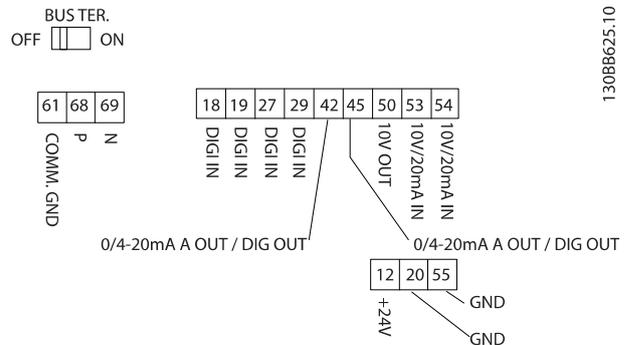 BUS TER.
OFF ON
130BB625.10
61 68 69
COMM. GND
P
N
18 19 27 29 42 45 50 53 54
DIGI IN
DIGI IN
DIGI IN
DIGI IN
10V OUT
10V/20mA IN
10V/20mA IN
0/4-20mA A OUT / DIG OUT
0/4-20mA A OUT / DIG OUT
12 20 55
+24V
GND
GND